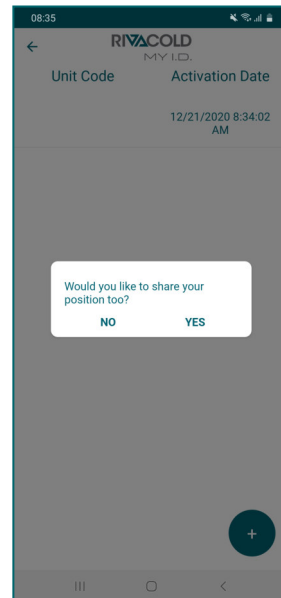 08:35
RIVACOLD
MY I.D.
Unit Code Activation Date
12/21/2020 8:34:02
AM
Would you like to share your
position too?
NO YES
+